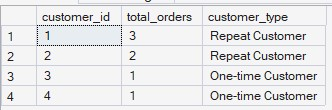 customer_id total_orders customer_type
1 1 3 Repeat Customer
2 2 2 Repeat Customer
3 3 1 One-time Customer
4 4 1 One-time Customer